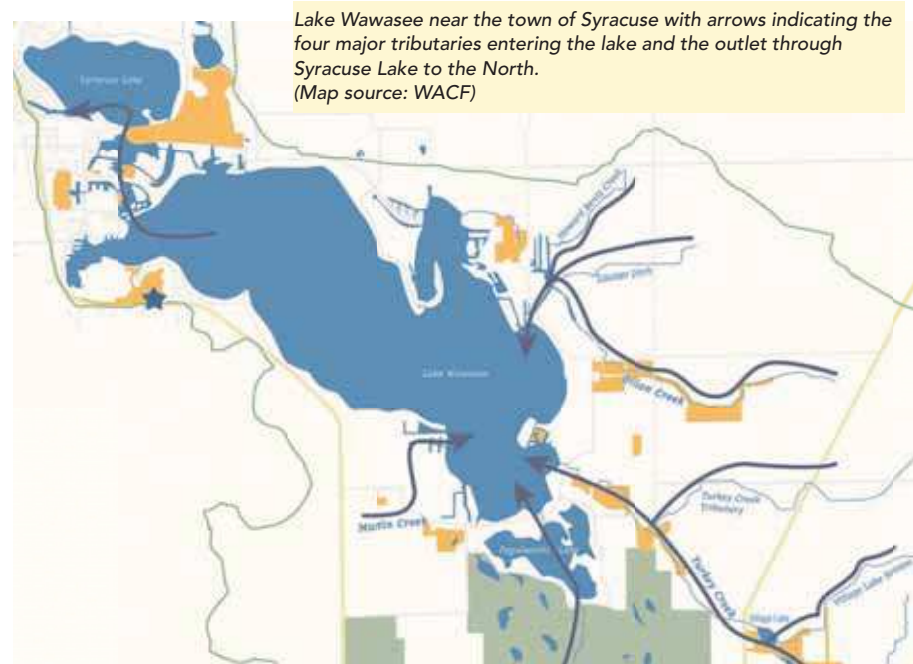 Lake Wawasee near the town of Syracuse with arrows indicating the
four major tributaries entering the lake and the outlet through
Syracuse Lake to the North.
(Map source: WACF)
Syracuse Lake
Lake Wawasee
Dillon Creek
Martin Creek
Turkey Creek
Tributary
Turkey Creek
Village Lake